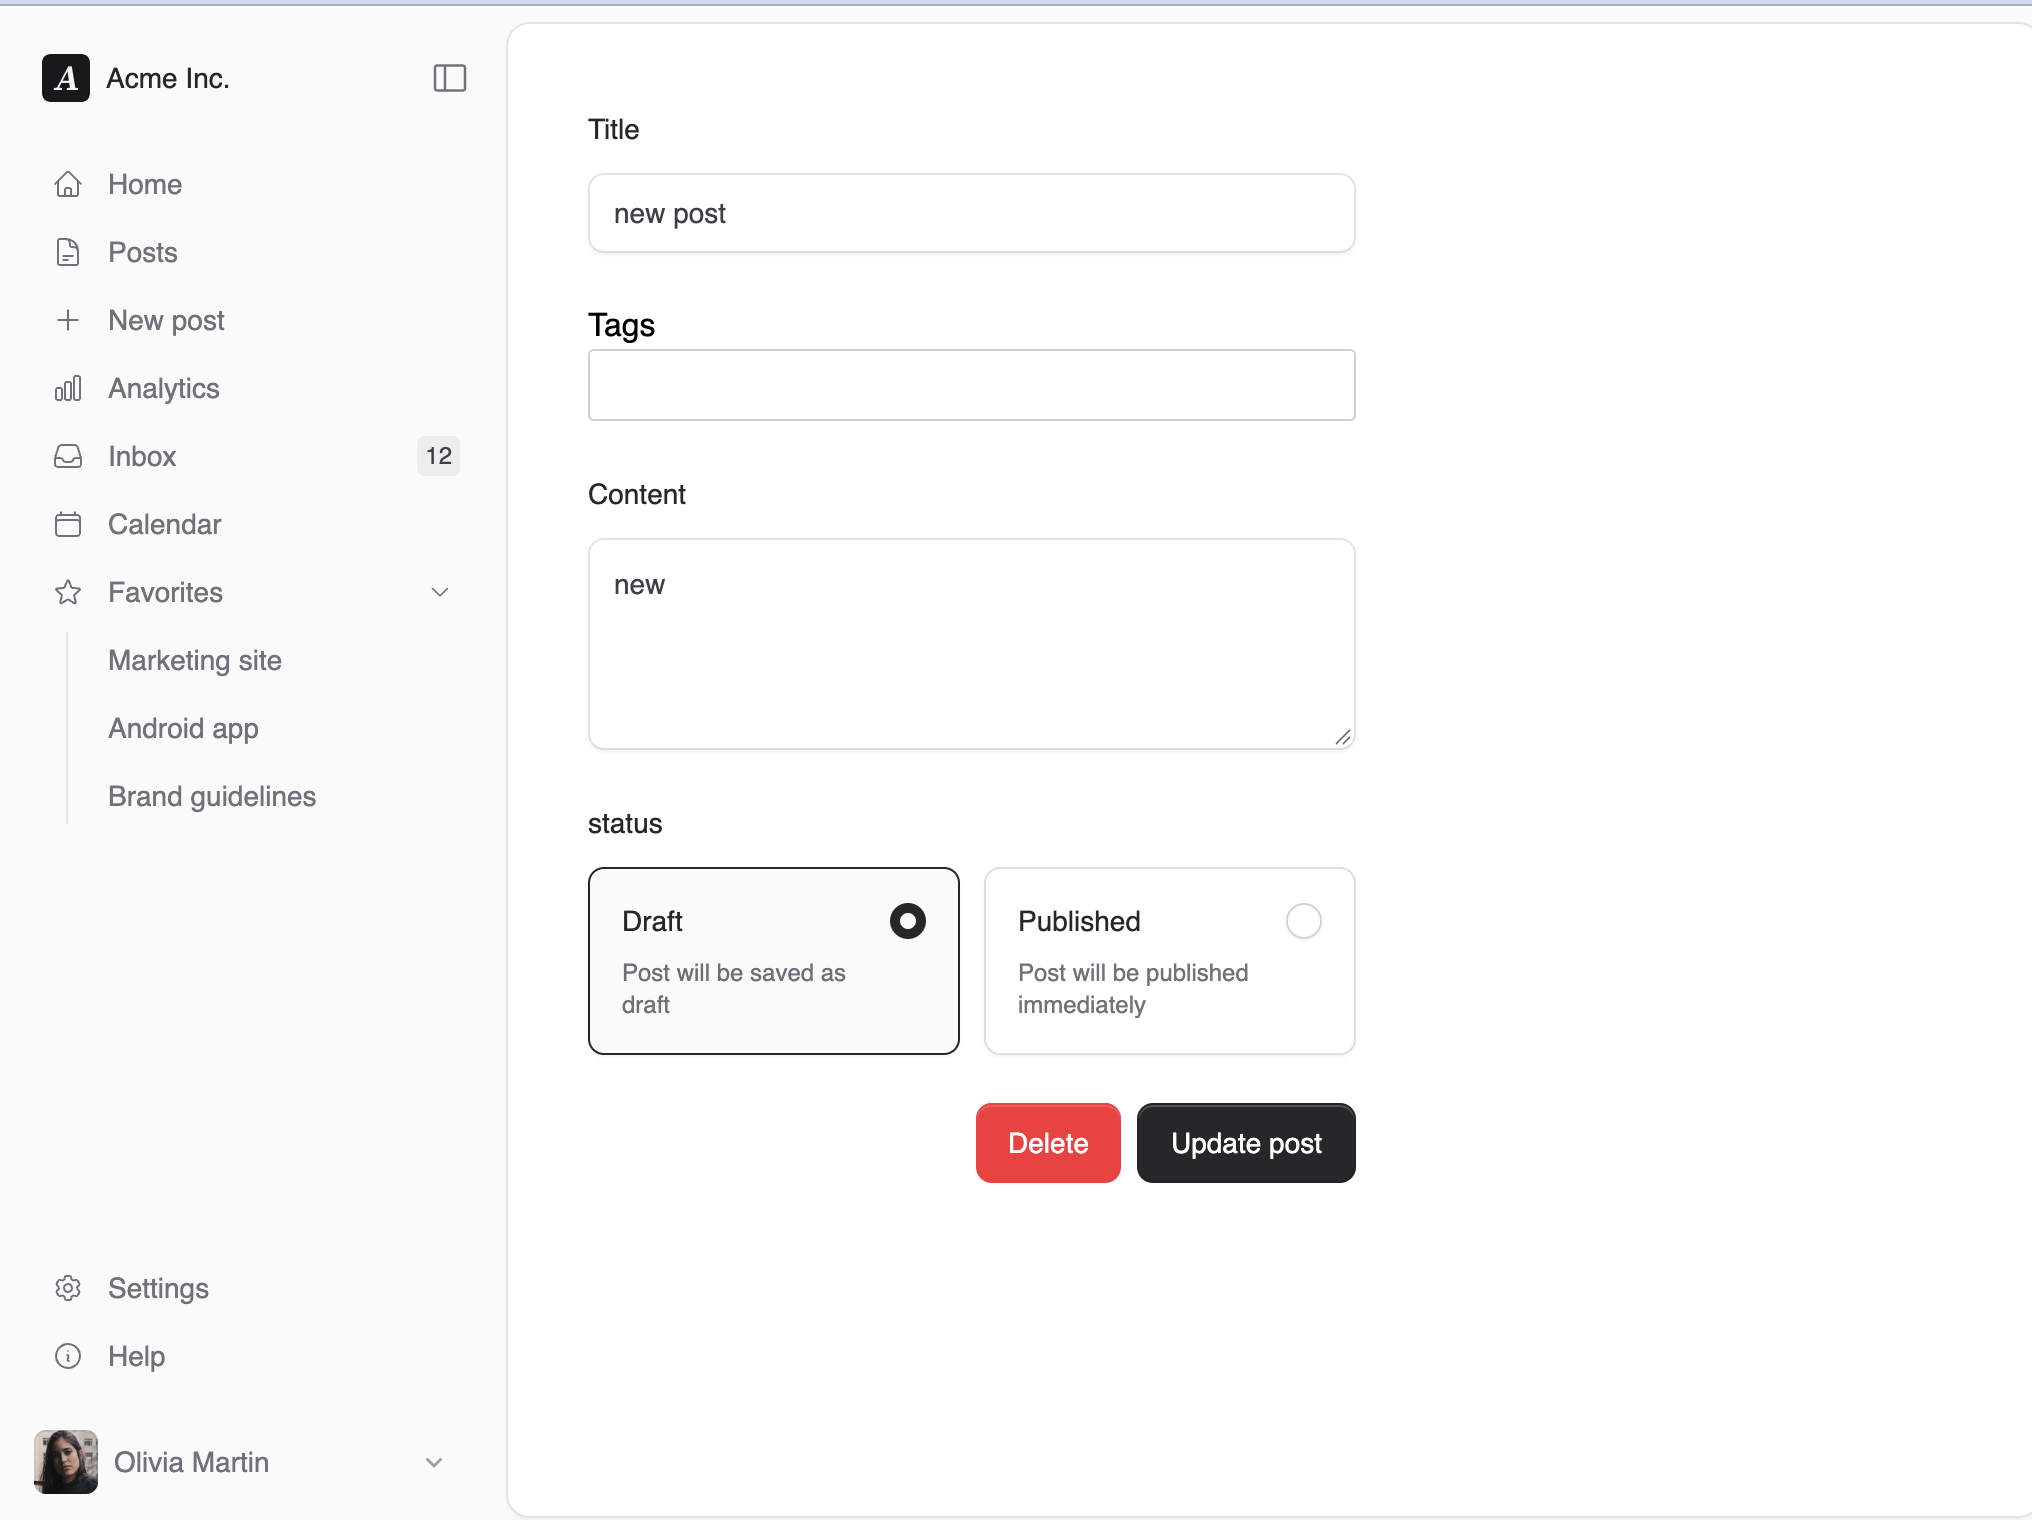 A Acme Inc.
Home
Posts
New post
Analytics
Inbox 12
Calendar
Favorites
Marketing site
Android app
Brand guidelines
Settings
Help
Olivia Martin
Title
new post
Tags
Content
new
status
Draft
Post will be saved as
draft
Published
Post will be published
immediately
Delete
Update post